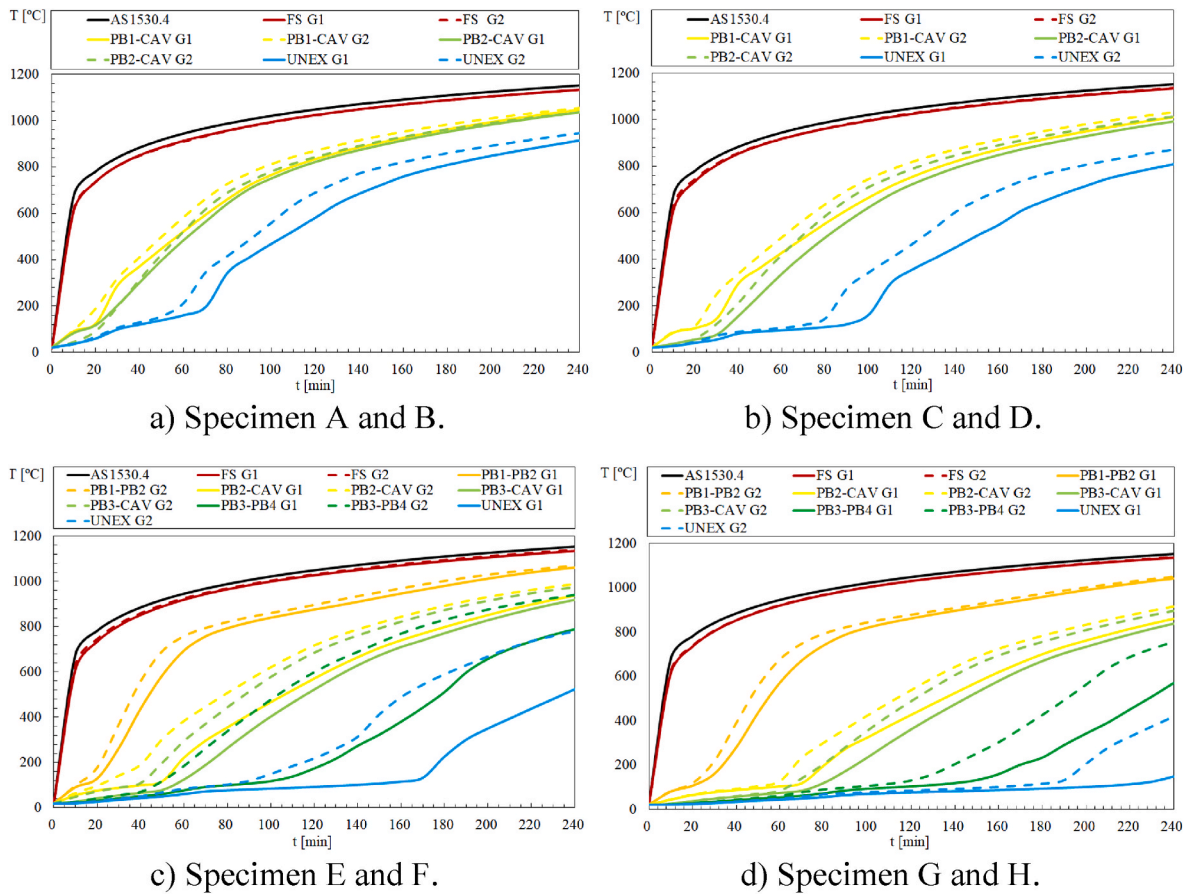 T [ºC]
AS1530.4 FS G1 FS G2
PB1-CAV G1 PB1-CAV G2 PB2-CAV G1
PB2-CAV G2 UNEX G1 UNEX G2
1200
1000
800
600
400
200
0
0 20 40 60 80 100 120 140 160 180 200 220 240
t [min]
a) Specimen A and B.
T [ºC]
AS1530.4 FS G1 FS G2
PB1-CAV G1 PB1-CAV G2 PB2-CAV G1
PB2-CAV G2 UNEX G1 UNEX G2
1200
1000
800
600
400
200
0
0 20 40 60 80 100 120 140 160 180 200 220 240
t [min]
b) Specimen C and D.
T [ºC]
AS1530.4 FS G1 FS G2 PB1-PB2 G1
PB1-PB2 G2 PB2-CAV G1 PB2-CAV G2 PB3-CAV G1
PB3-CAV G2 PB3-PB4 G1 PB3-PB4 G2 UNEX G1
UNEX G2
1200
1000
800
600
400
200
0
0 20 40 60 80 100 120 140 160 180 200 220 240
t [min]
c) Specimen E and F.
T [ºC]
AS1530.4 FS G1 FS G2 PB1-PB2 G1
PB1-PB2 G2 PB2-CAV G1 PB2-CAV G2 PB3-CAV G1
PB3-CAV G2 PB3-PB4 G1 PB3-PB4 G2 UNEX G1
UNEX G2
1200
1000
800
600
400
200
0
0 20 40 60 80 100 120 140 160 180 200 220 240
t [min]
d) Specimen G and H.